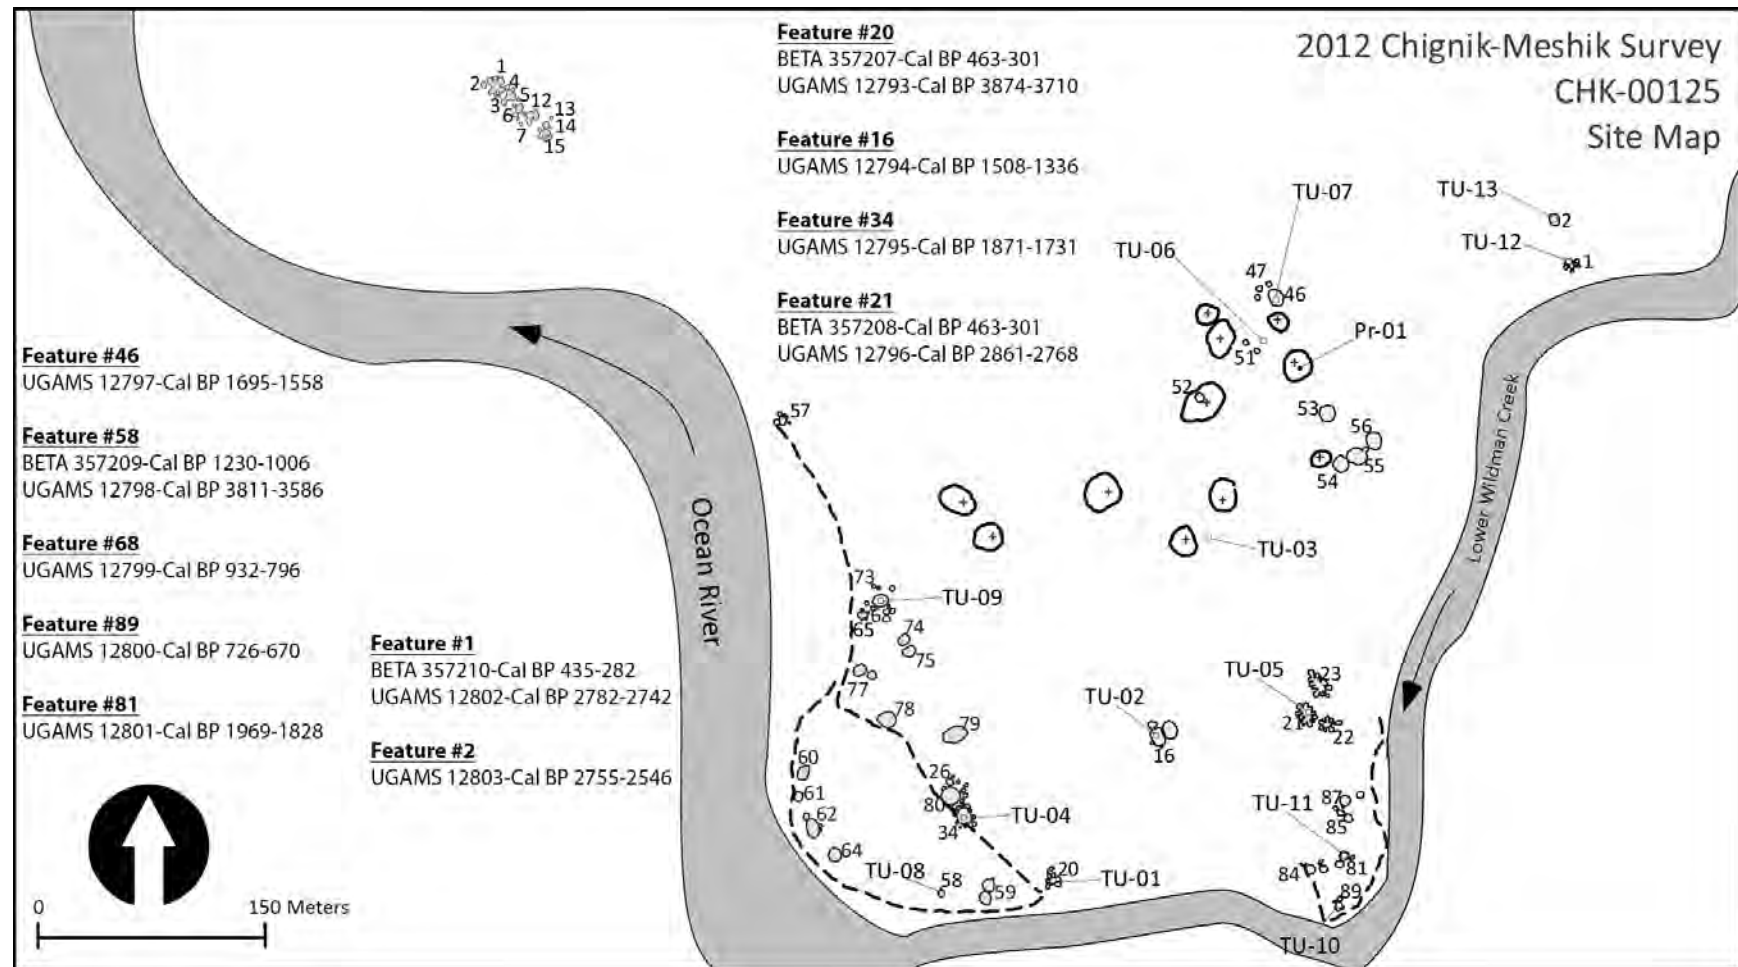 2012 Chignik-Meshik Survey
CHK-00125
Site Map
Feature #20
BETA 357207-Cal BP 463-301
UGAMS 12793-Cal BP 3874-3710
Feature #16
UGAMS 12794-Cal BP 1508-1336
Feature #34
UGAMS 12795-Cal BP 1871-1731
Feature #21
BETA 357208-Cal BP 463-301
UGAMS 12796-Cal BP 2861-2768
Feature #46
UGAMS 12797-Cal BP 1695-1558
Feature #58
BETA 357209-Cal BP 1230-1006
UGAMS 12798-Cal BP 3811-3586
Feature #68
UGAMS 12799-Cal BP 932-796
Feature #89
UGAMS 12800-Cal BP 726-670
Feature #81
UGAMS 12801-Cal BP 1969-1828
Feature #1
BETA 357210-Cal BP 435-282
UGAMS 12802-Cal BP 2782-2742
Feature #2
UGAMS 12803-Cal BP 2755-2546
1
2
4
3
5
12
6
13
7
14
15
TU-07
TU-13
2
TU-12
1
TU-06
47
46
51
Pr-01
52
53
56
54
55
57
Ocean River
Lower Wildman Creek
TU-03
73
TU-09
68
65
74
75
77
78
79
TU-05
23
21
22
TU-02
16
60
61
62
64
26
80
34
TU-04
TU-11
87
85
TU-08
58
59
20
TU-01
84
6
81
89
TU-10
0
150 Meters